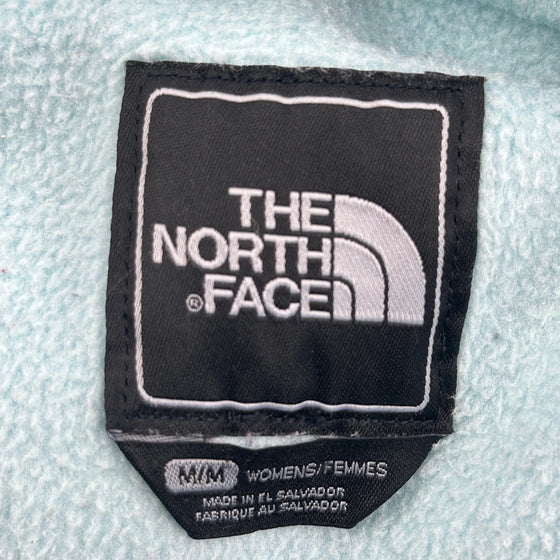 THE
NORTH
® FACE
M/M WOMENS/FEMMES
MADE IN EL SALVADOR
FABRIQUE AU SALVADOR